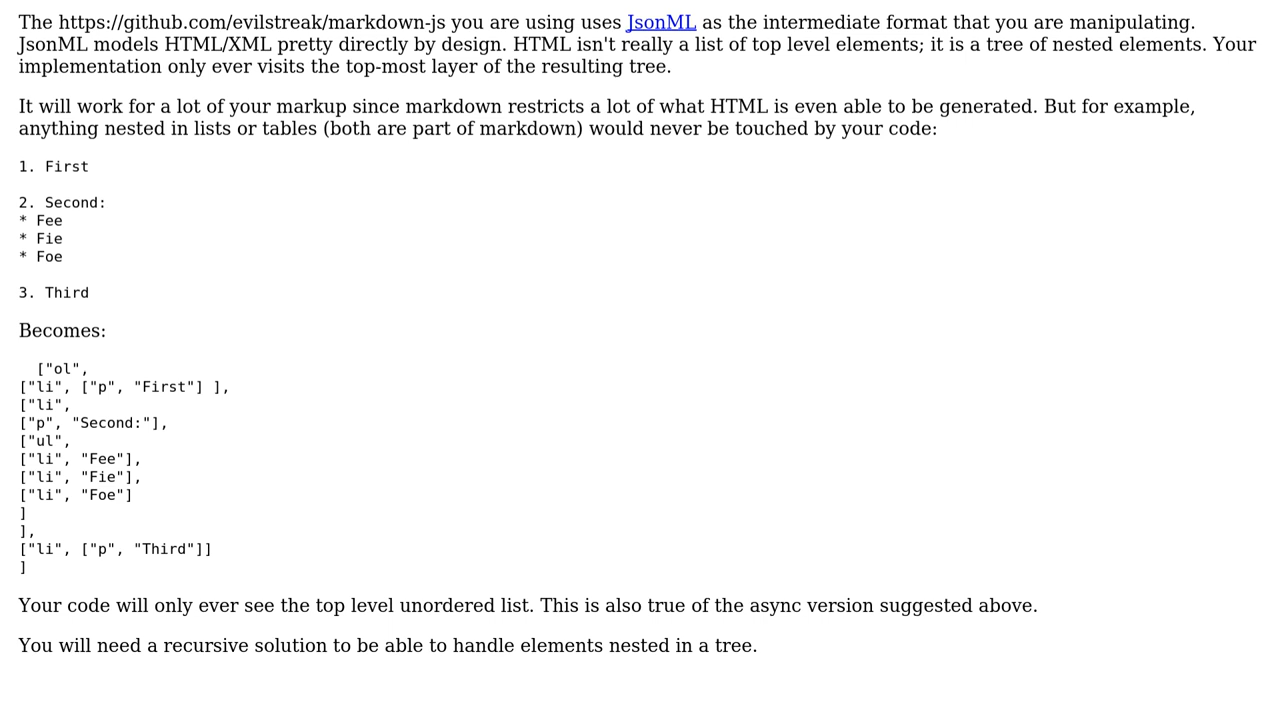 The https://github.com/evilstreak/markdown-js you are using uses JsonML as the intermediate format that you are manipulating.
JsonML models HTML/XML pretty directly by design. HTML isn't really a list of top level elements; it is a tree of nested elements. Your
implementation only ever visits the top-most layer of the resulting tree.
It will work for a lot of your markup since markdown restricts a lot of what HTML is even able to be generated. But for example,
anything nested in lists or tables (both are part of markdown) would never be touched by your code:
1. First
2. Second:
* Fee
* Fie
* Foe
3. Third
Becomes:
["ol",
["li", ["p", "First"] ],
["li",
["p", "Second:"],
["ul",
["li", "Fee"],
["li", "Fie"],
["li", "Foe"]
]
],
["li", ["p", "Third"]]
]
Your code will only ever see the top level unordered list. This is also true of the async version suggested above.
You will need a recursive solution to be able to handle elements nested in a tree.